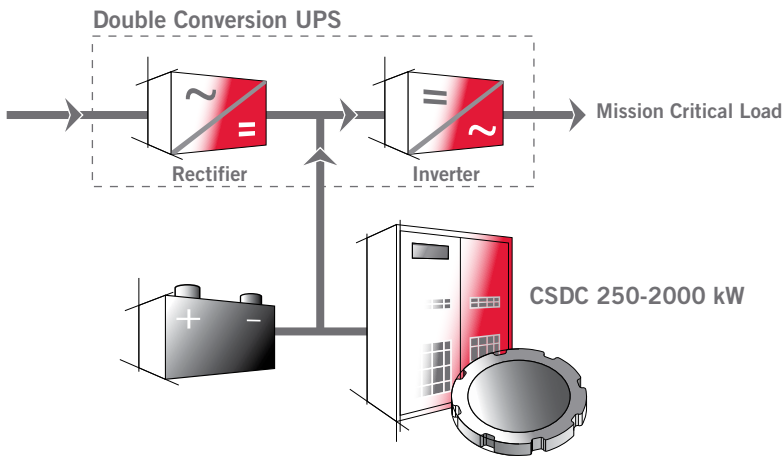 Double Conversion UPS
~
=
=
~
Mission Critical Load
Rectifier
Inverter
CSDC 250-2000 kW
+ −